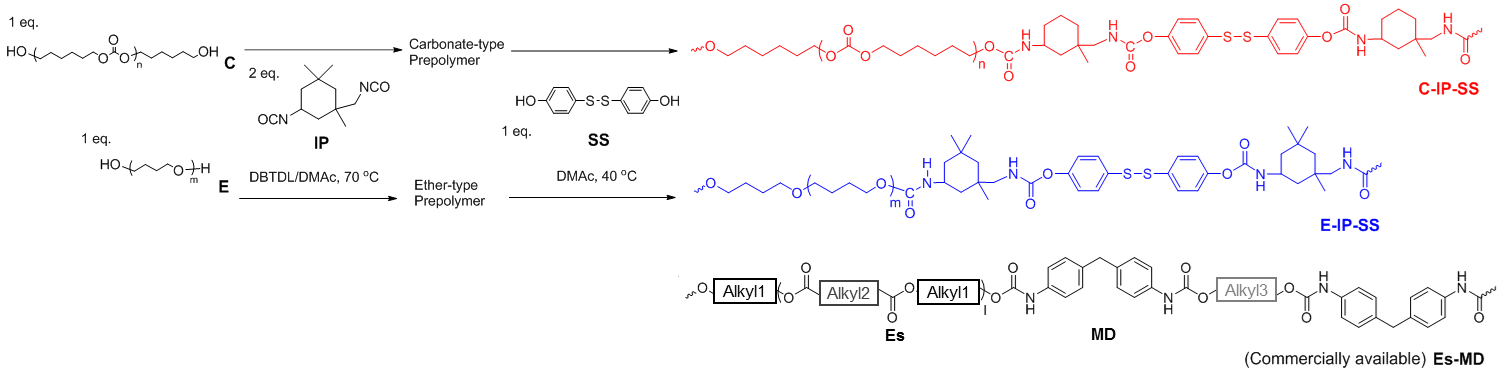 1 eq.
HO
O
O
O
n
OH
C
2 eq.
NCO
OCN
IP
Carbonate-type
Prepolymer
HO
S-S
OH
1 eq.
SS
O
O
O
O
n
O
O
H
N
H
N
O
O
S-S
O
O
N
H
H
N
O
C-IP-SS
1 eq.
HO
O
H
m
E
DBTDL/DMAc, 70 °C
Ether-type
Prepolymer
DMAc, 40 °C
O
O
O
m
O
H
N
NH
O
O
S-S
O
O
NH
H
N
O
E-IP-SS
O
Alkyl1
O
O
Alkyl2
O
O
Alkyl1
l
O
O
N
H
N
H
O
O
Alkyl3
O
O
N
H
H
N
O
Es
MD
(Commercially available) Es-MD